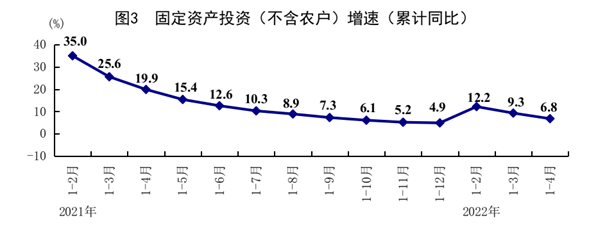 图3 固定资产投资（不含农户）增速（累计同比）
(%)
40
30
20
10
0
-10
35.0
25.6
19.9
15.4
12.6
10.3
8.9
7.3
6.1
5.2
4.9
12.2
9.3
6.8
1-2月
1-3月
1-4月
1-5月
1-6月
1-7月
1-8月
1-9月
1-10月
1-11月
1-12月
1-2月
1-3月
1-4月
2021年
2022年